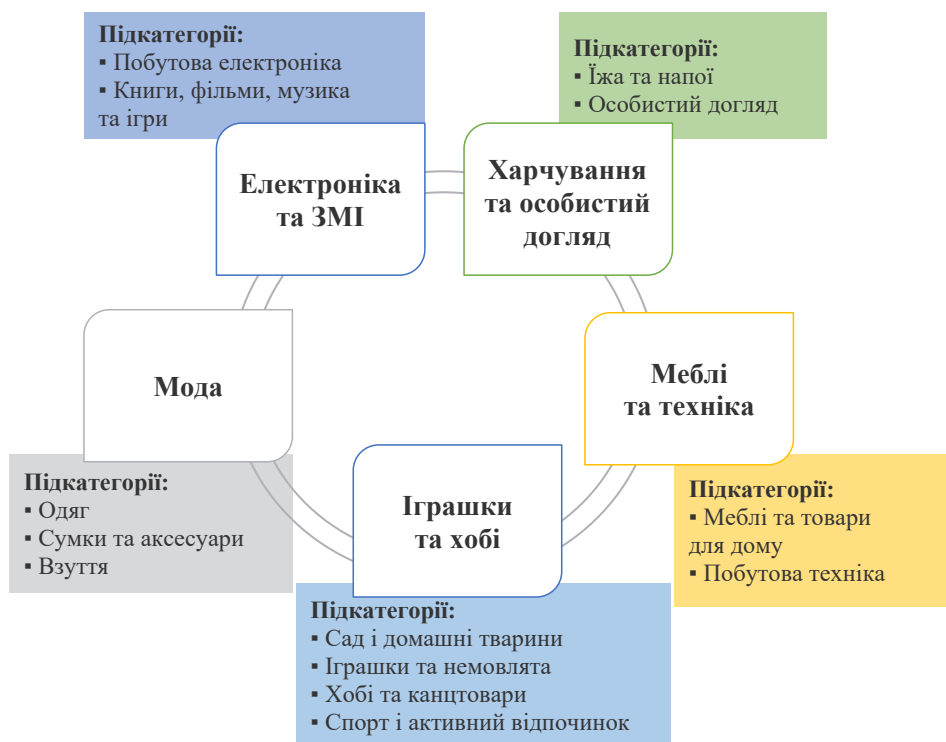 Підкатегорії:
▪ Побутова електроніка
▪ Книги, фільми, музика
та ігри
Електроніка
та ЗМІ
Підкатегорії:
▪ Їжа та напої
▪ Особистий догляд
Харчування
та особистий
догляд
Мода
Підкатегорії:
▪ Одяг
▪ Сумки та аксесуари
▪ Взуття
Меблі
та техніка
Підкатегорії:
▪ Меблі та товари
для дому
▪ Побутова техніка
Іграшки
та хобі
Підкатегорії:
▪ Сад і домашні тварини
▪ Іграшки та немовлята
▪ Хобі та канцтовари
▪ Спорт і активний відпочинок